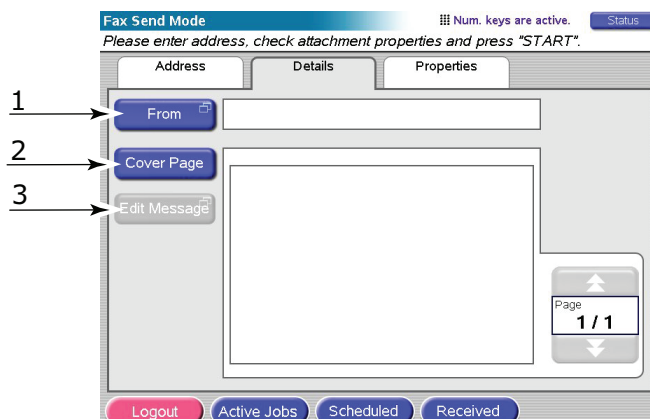 Fax Send Mode
Num. keys are active.
Status
Please enter address, check attachment properties and press "START".
Address
Details
Properties
1
From
2
Cover Page
3
Edit Message
Page
1 / 1
Logout
Active Jobs
Scheduled
Received